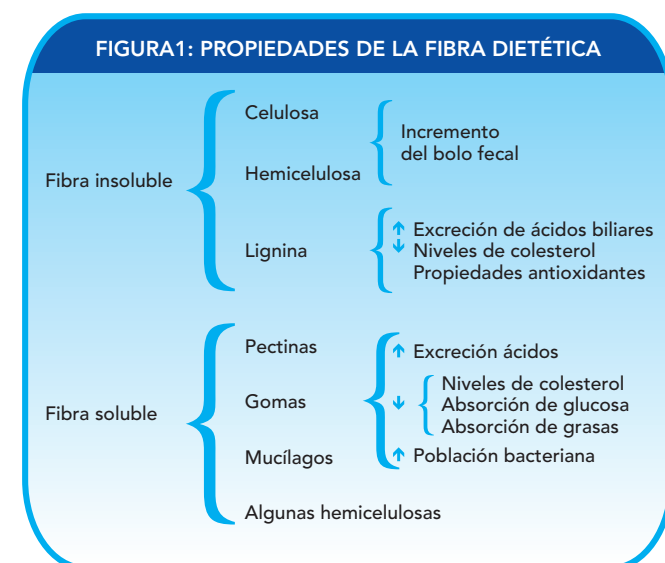 FIGURA1: PROPIEDADES DE LA FIBRA DIETÉTICA
Fibra insoluble
Celulosa
Hemicelulosa
Incremento
del bolo fecal
Lignina
↑ Excreción de ácidos biliares
↓ Niveles de colesterol
Propiedades antioxidantes
Fibra soluble
Pectinas
Gomas
Mucílagos
Algunas hemicelulosas
↑ Excreción ácidos
↓ Niveles de colesterol
Absorción de glucosa
Absorción de grasas
↑ Población bacteriana